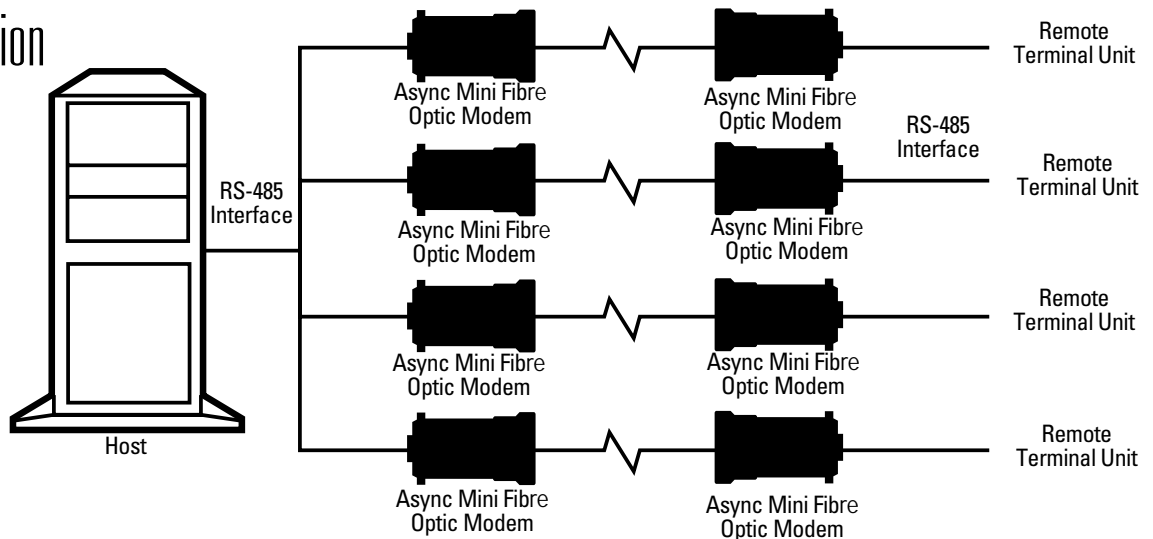 ion
Remote
Terminal Unit
Async Mini Fibre
Optic Modem
Async Mini Fibre
Optic Modem
RS-485
Interface
RS-485
Interface
Remote
Terminal Unit
Async Mini Fibre
Optic Modem
Async Mini Fibre
Optic Modem
Remote
Terminal Unit
Async Mini Fibre
Optic Modem
Async Mini Fibre
Optic Modem
Host
Remote
Terminal Unit
Async Mini Fibre
Optic Modem
Async Mini Fibre
Optic Modem